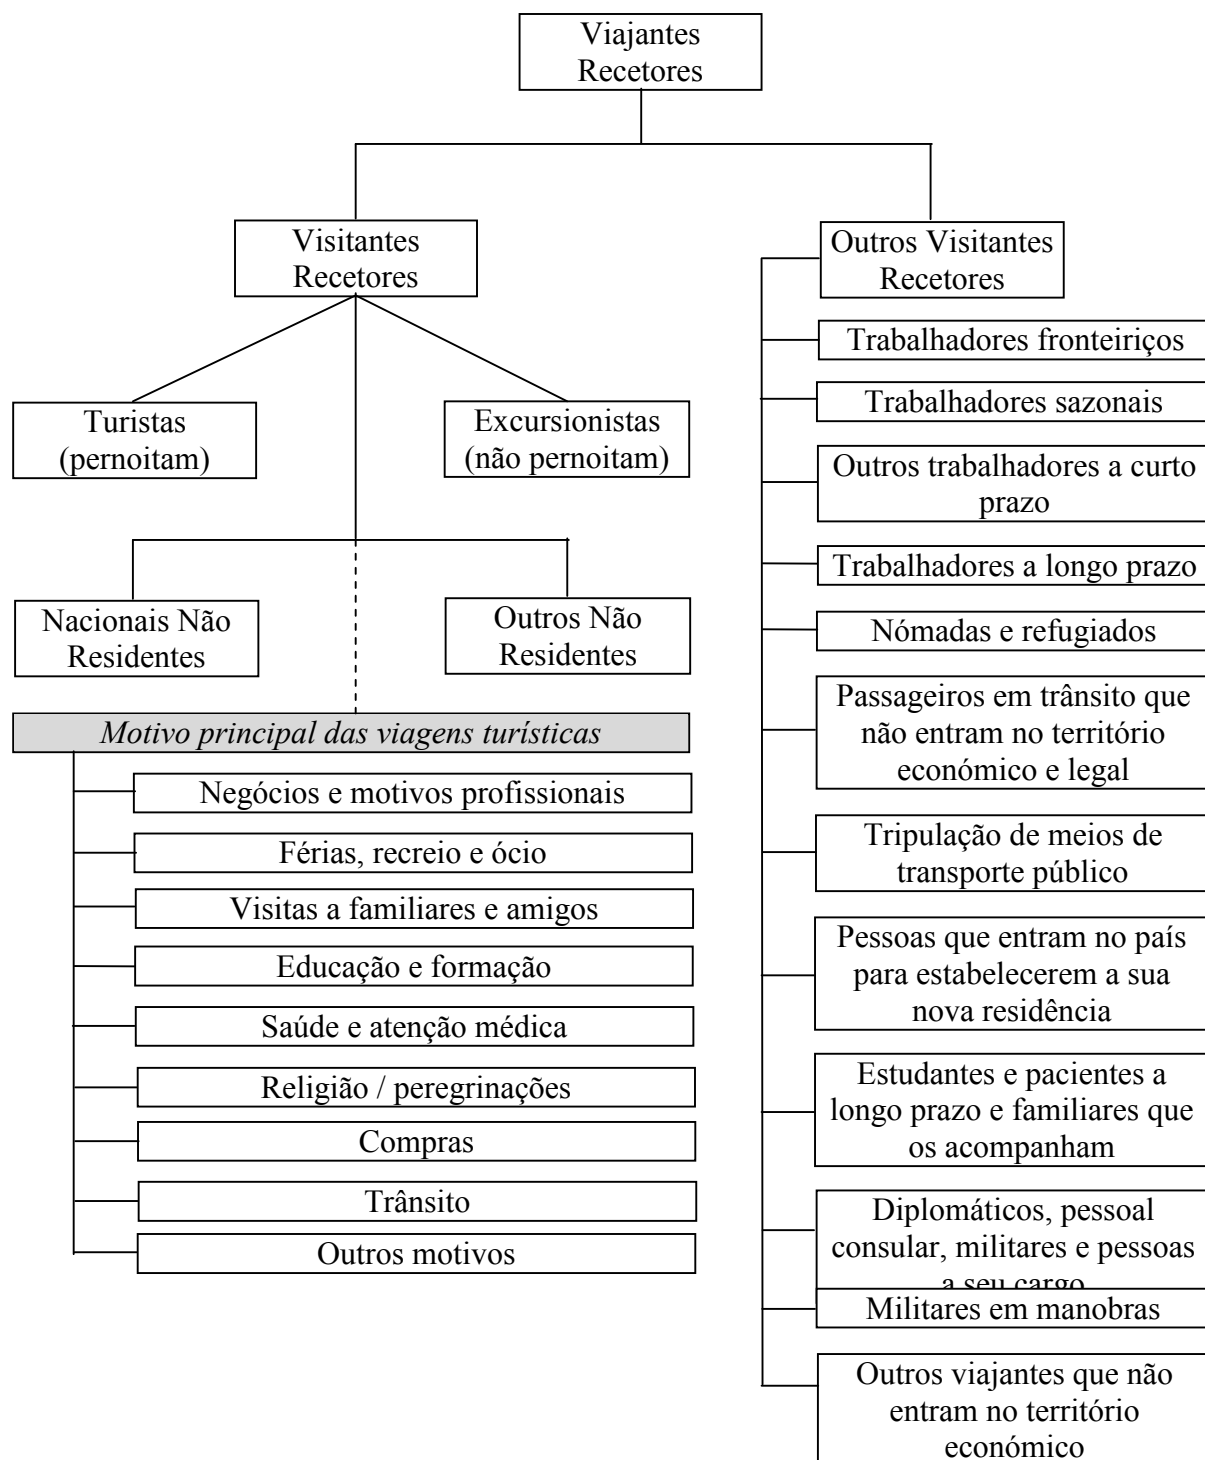 Viajantes
Recetores
Visitantes
Recetores
Outros Visitantes
Recetores
Turistas
(pernoitam)
Excursionistas
(não pernoitam)
Nacionais Não
Residentes
Outros Não
Residentes
Motivo principal das viagens turísticas
Negócios e motivos profissionais
Férias, recreio e ócio
Visitas a familiares e amigos
Educação e formação
Saúde e atenção médica
Religião / peregrinações
Compras
Trânsito
Outros motivos
Trabalhadores fronteiriços
Trabalhadores sazonais
Outros trabalhadores a curto
prazo
Trabalhadores a longo prazo
Nómadas e refugiados
Passageiros em trânsito que
não entram no território
económico e legal
Tripulação de meios de
transporte público
Pessoas que entram no país
para estabelecerem a sua
nova residência
Estudantes e pacientes a
longo prazo e familiares que
os acompanham
Diplomáticos, pessoal
consular, militares e pessoas
a seu cargo
Militares em manobras
Outros viajantes que não
entram no território
económico